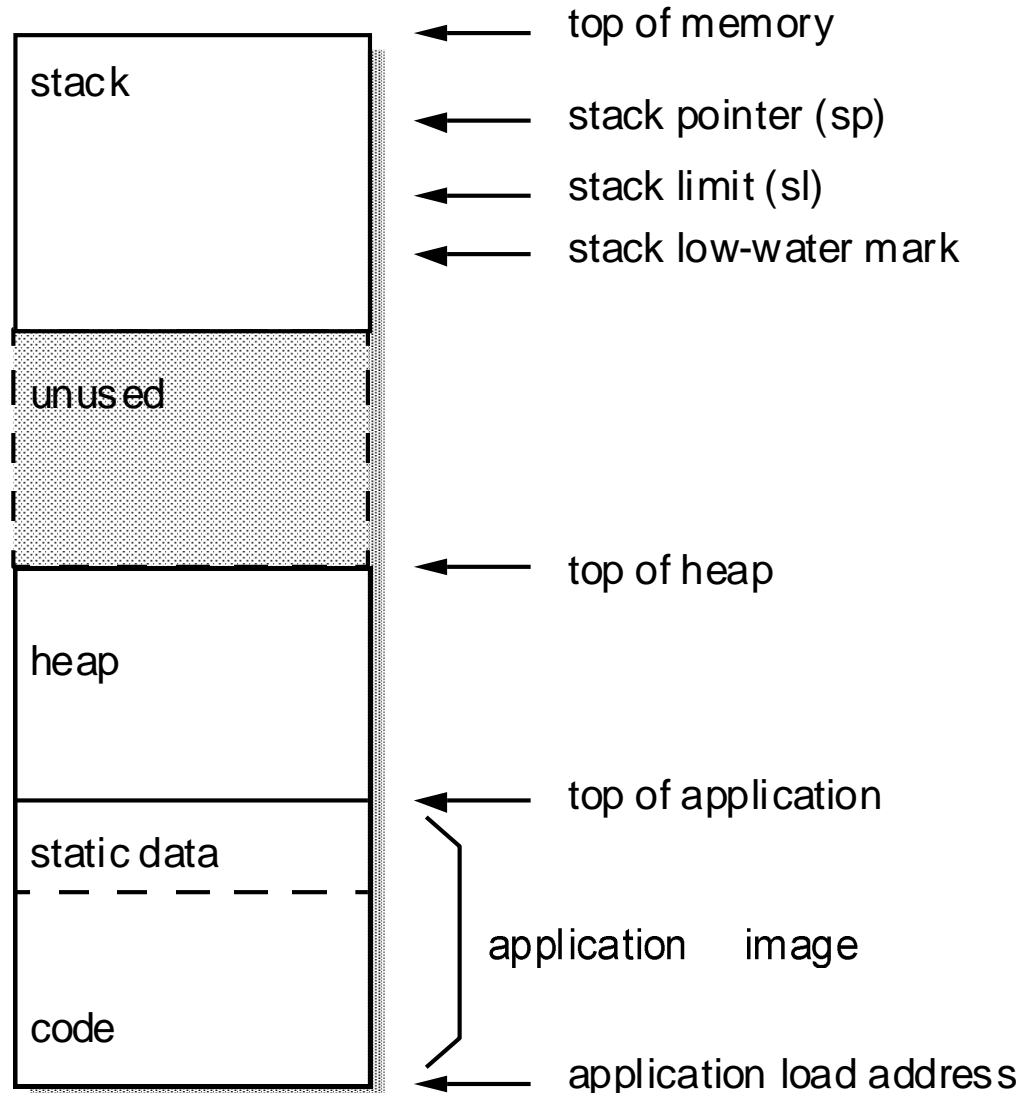 top of memory
stack
stack pointer (sp)
stack limit (sl)
stack low-water mark
unused
top of heap
heap
top of application
static data
application image
code
application load address